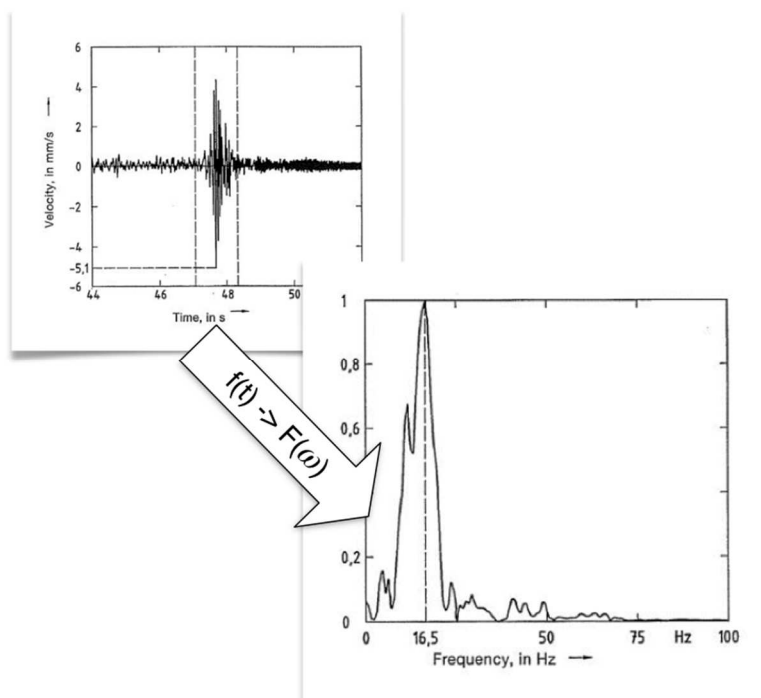 6
4
2
0
-2
-4
-5,1
-6
Velocity, in mm/s
44 46 48 50
Time, in s
f(t) -> F(ω)
1
0,8
0,6
0,2
0
0 16,5 50 75 Hz 100
Frequency, in Hz